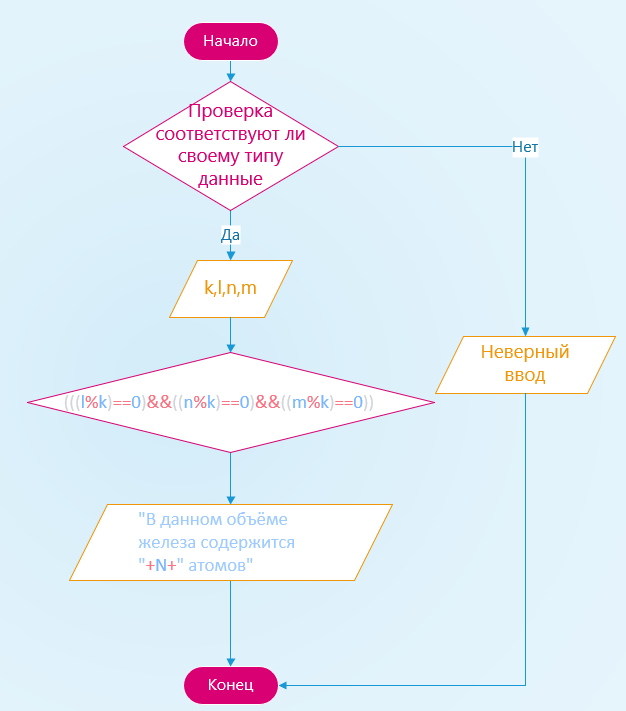 Начало
Проверка
соответствуют ли
своему типу
данные
Нет
Да
k,l,n,m
Неверный
ввод
(((l%k)==0)&&((n%k)==0)&&((m%k)==0))
"В данном объёме
железа содержится
"+N+" атомов"
Конец